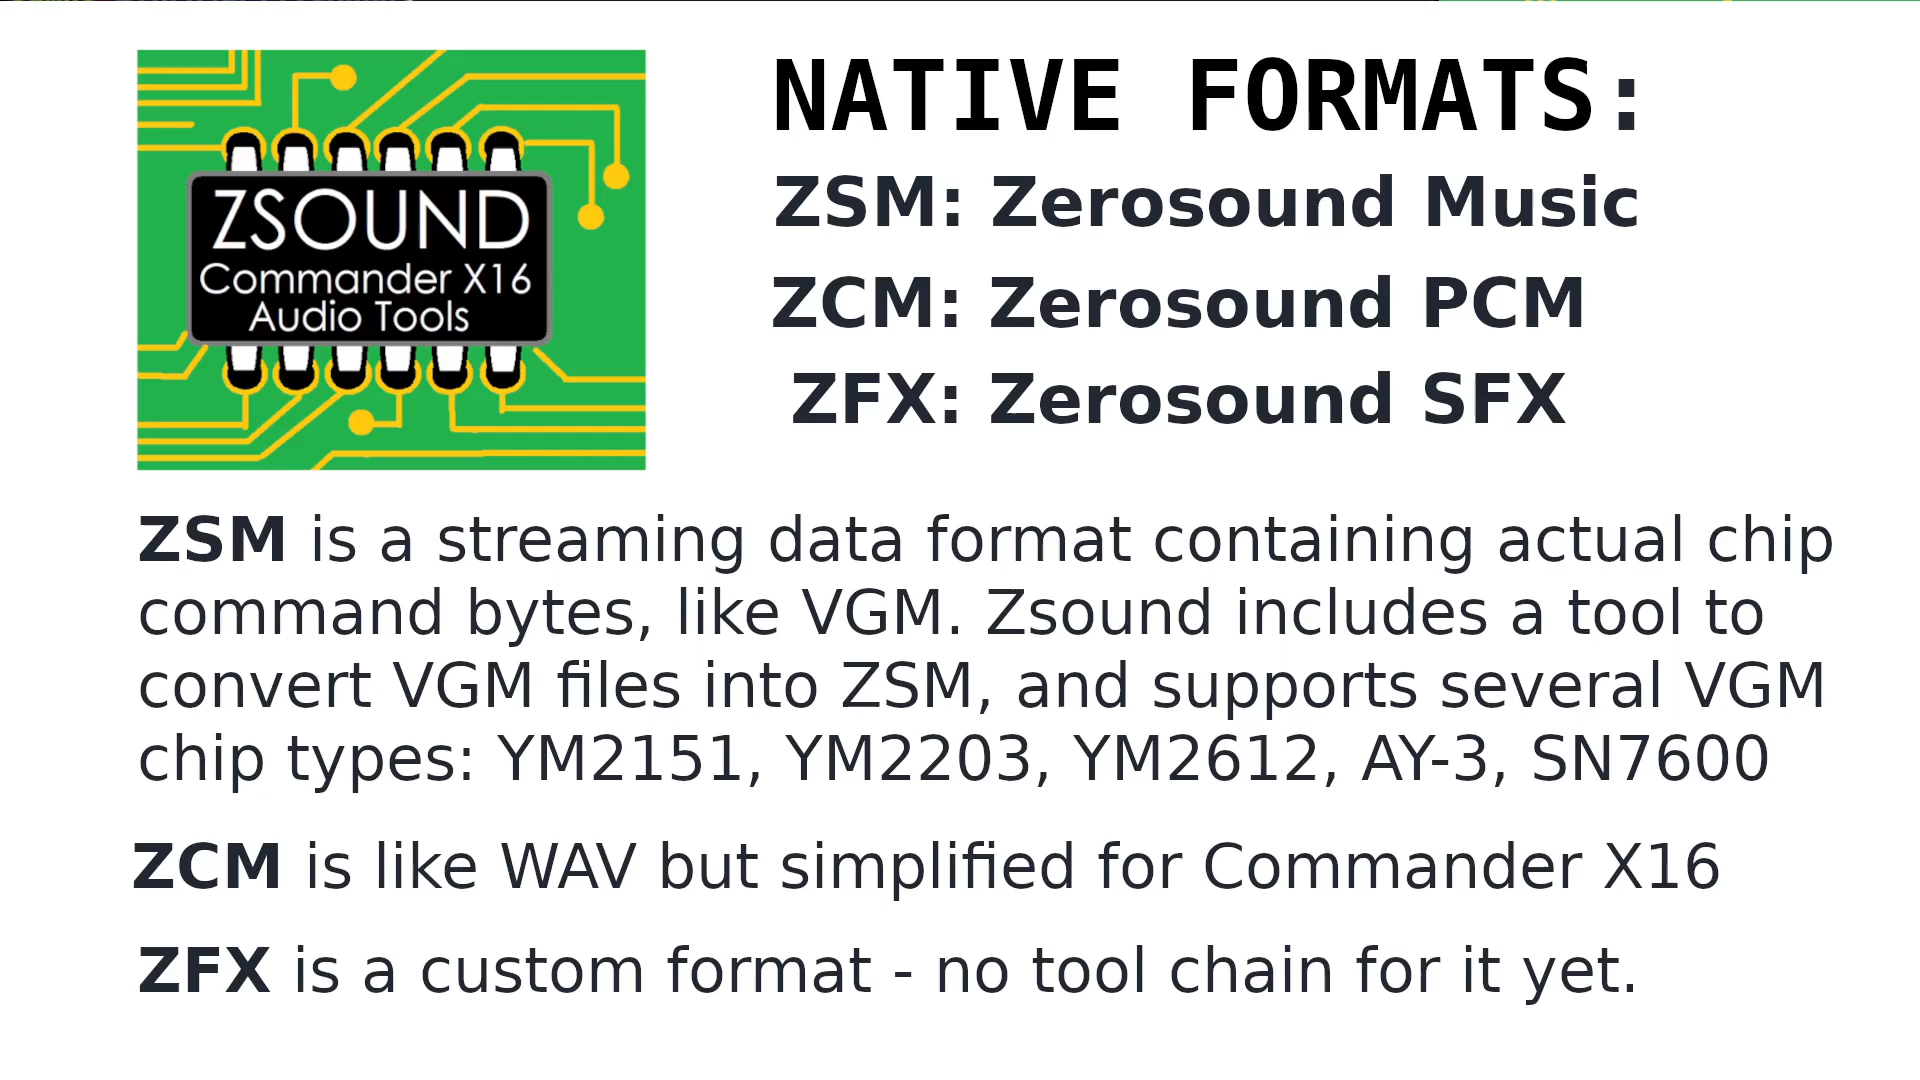 ZSOUND
Commander X16
Audio Tools
NATIVE FORMATS:
ZSM: Zerosound Music
ZCM: Zerosound PCM
ZFX: Zerosound SFX
ZSM is a streaming data format containing actual chip
command bytes, like VGM. Zsound includes a tool to
convert VGM files into ZSM, and supports several VGM
chip types: YM2151, YM2203, YM2612, AY-3, SN7600
ZCM is like WAV but simplified for Commander X16
ZFX is a custom format - no tool chain for it yet.